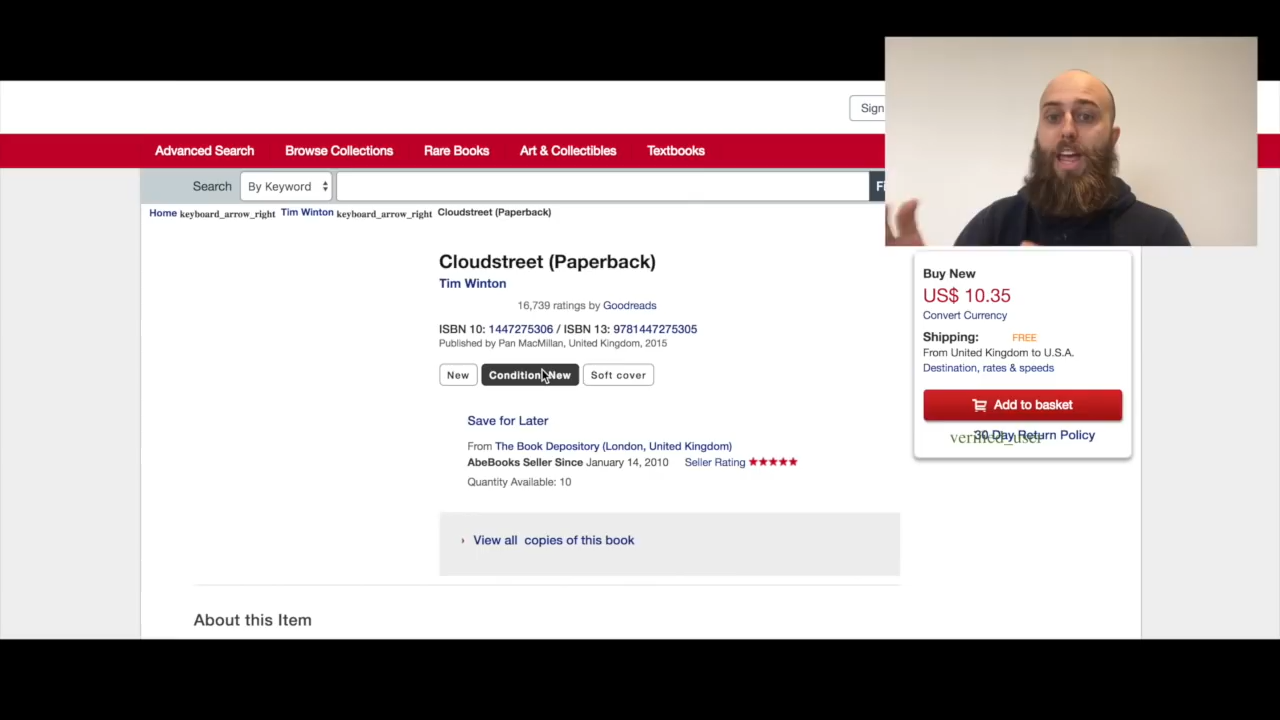 Sign
Advanced Search Browse Collections Rare Books Art & Collectibles Textbooks
Search By Keyword
Home keyboard_arrow_right Tim Winton keyboard_arrow_right Cloudstreet (Paperback)
Cloudstreet (Paperback)
Tim Winton
16,739 ratings by Goodreads
ISBN 10: 1447275306 / ISBN 13: 9781447275305
Published by Pan MacMillan, United Kingdom, 2015
New Condition: New Soft cover
Save for Later
From The Book Depository (London, United Kingdom)
AbeBooks Seller Since January 14, 2010 Seller Rating
Quantity Available: 10
View all copies of this book
About this Item
Buy New
US$ 10.35
Convert Currency
Shipping: FREE
From United Kingdom to U.S.A.
Destination, rates & speeds
Add to basket
verified_user 30 Day Return Policy